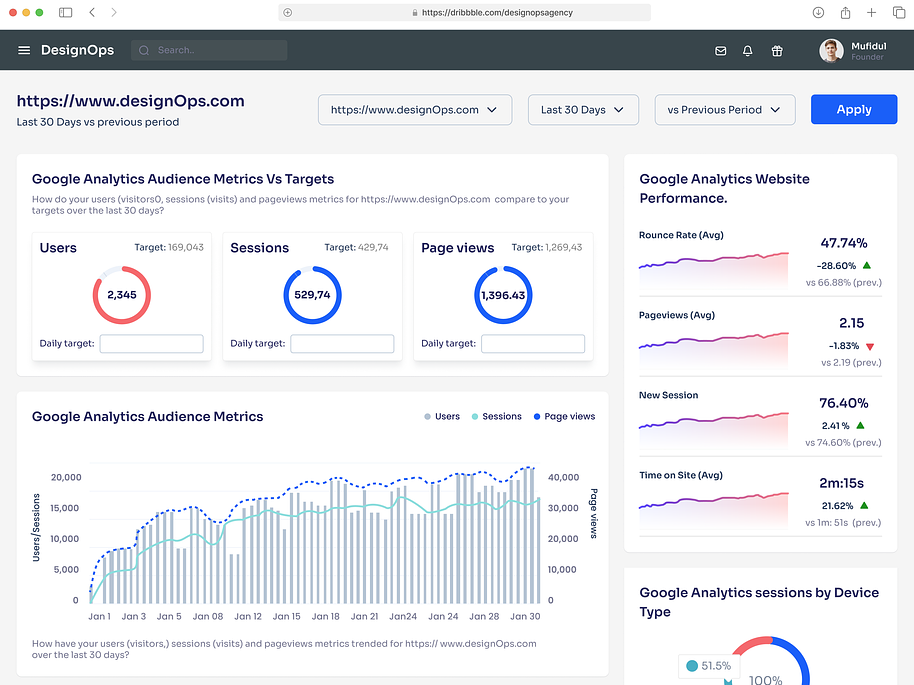 https://dribbble.com/designopsagency
DesignOps
Search..
Mufidul
Founder
https://www.designOps.com
Last 30 Days vs previous period
https://www.designOps.com
Last 30 Days
vs Previous Period
Apply
Google Analytics Audience Metrics Vs Targets
How do your users (visitors0, sessions (visits) and pageviews metrics for https://www.designOps.com compare to your
targets over the last 30 days?
Users
Target: 169,043
2,345
Daily target:
Sessions
Target: 429,74
529,74
Daily target:
Page views
Target: 1,269,43
1,396.43
Daily target:
Google Analytics Audience Metrics
Users
Sessions
Page views
Users/Sessions
20,000
15,000
10,000
5,000
0
40,000
30,000
20,000
10,000
0
Page views
Jan 1
Jan 3
Jan 5
Jan 08
Jan 12
Jan 15
Jan 18
Jan 21
Jan24
Jan 24
Jan 28
Jan 30
How have your users (visitors,) sessions (visits) and pageviews metrics trended for https:// www.designOps.com
over the last 30 days?
Google Analytics Website
Performance.
Rounce Rate (Avg)
47.74%
-28.60%
vs 66.88% (prev.)
Pageviews (Avg)
2.15
-1.83%
vs 2.19 (prev.)
New Session
76.40%
2.41 %
vs 74.60% (prev.)
Time on Site (Avg)
2m:15s
21.62%
vs 1m: 51s (prev.)
Google Analytics sessions by Device
Type
51.5%
100%